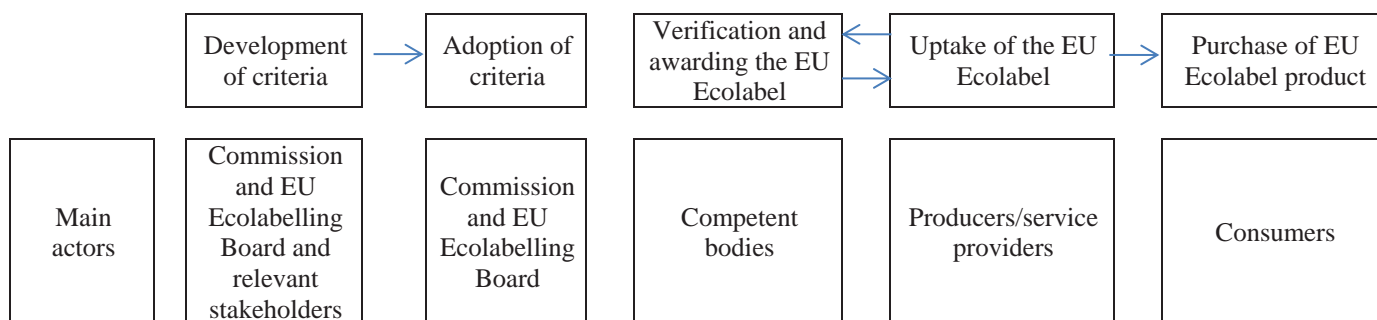 Development
of criteria
Adoption of
criteria
Verification and
awarding the EU
Ecolabel
Uptake of the EU
Ecolabel
Purchase of EU
Ecolabel product
Main
actors
Commission
and EU
Ecolabelling
Board and
relevant
stakeholders
Commission
and EU
Ecolabelling
Board
Competent
bodies
Producers/service
providers
Consumers